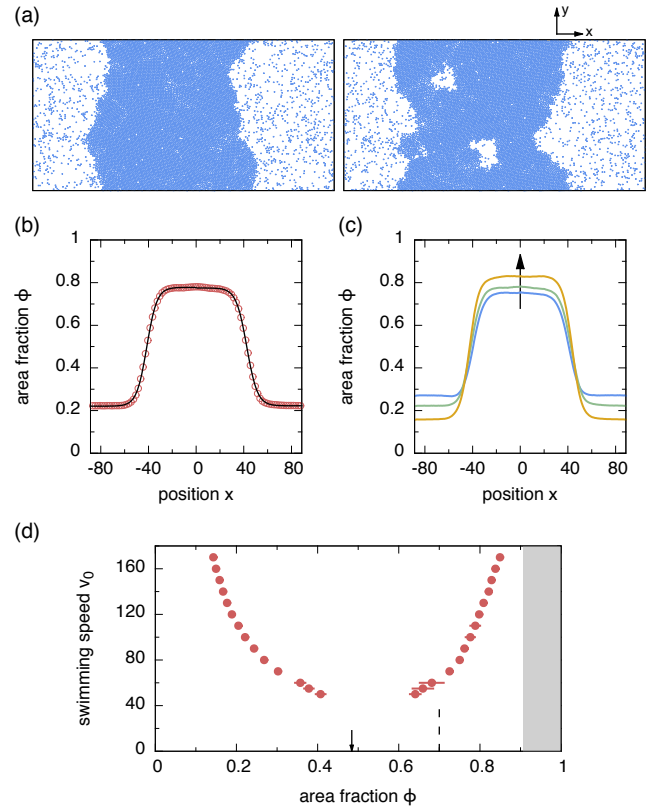 (a)
y
x
(b)
(c)
1
0.8
0.6
0.4
0.2
0
area fraction ϕ
-80 -40 0 40 80
position x
1
0.8
0.6
0.4
0.2
0
area fraction ϕ
-80 -40 0 40 80
position x
(d)
160
120
80
40
0
swimming speed v₀
0 0.2 0.4 0.6 0.8 1
area fraction ϕ